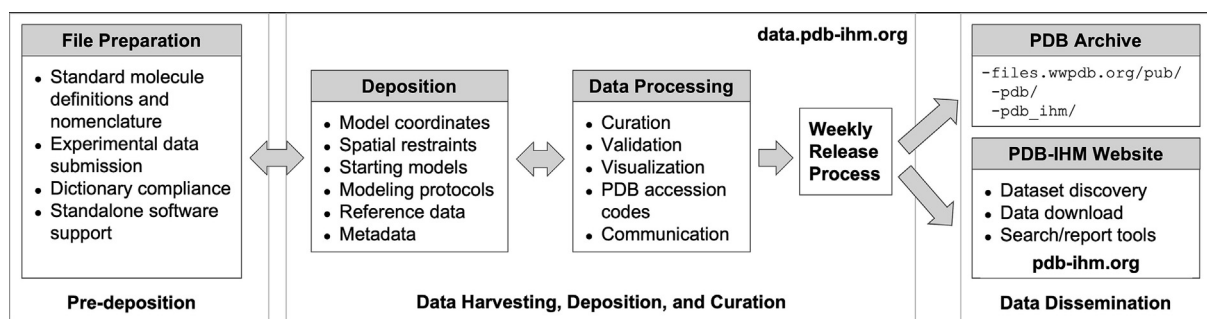 File Preparation
• Standard molecule
definitions and
nomenclature
• Experimental data
submission
• Dictionary compliance
• Standalone software
support
Pre-deposition
data.pdb-ihm.org
Deposition
• Model coordinates
• Spatial restraints
• Starting models
• Modeling protocols
• Reference data
• Metadata
Data Processing
• Curation
• Validation
• Visualization
• PDB accession
codes
• Communication
Weekly
Release
Process
Data Harvesting, Deposition, and Curation
PDB Archive
-files.wwpdb.org/pub/
-pdb/
-pdb_ihm/
PDB-IHM Website
• Dataset discovery
• Data download
• Search/report tools
pdb-ihm.org
Data Dissemination